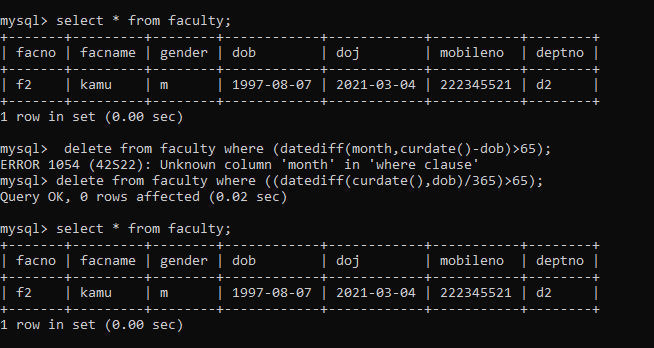 mysql> select * from faculty;
+-------+---------+--------+------------+------------+-----------+--------+
| facno | facname | gender | dob        | doj        | mobileno  | deptno |
+-------+---------+--------+------------+------------+-----------+--------+
| f2    | kamu    | m      | 1997-08-07 | 2021-03-04 | 222345521 | d2     |
+-------+---------+--------+------------+------------+-----------+--------+
1 row in set (0.00 sec)
mysql>  delete from faculty where (datediff(month,curdate()-dob)>65);
ERROR 1054 (42S22): Unknown column 'month' in 'where clause'
mysql> delete from faculty where ((datediff(curdate(),dob)/365)>65);
Query OK, 0 rows affected (0.02 sec)
mysql> select * from faculty;
+-------+---------+--------+------------+------------+-----------+--------+
| facno | facname | gender | dob        | doj        | mobileno  | deptno |
+-------+---------+--------+------------+------------+-----------+--------+
| f2    | kamu    | m      | 1997-08-07 | 2021-03-04 | 222345521 | d2     |
+-------+---------+--------+------------+------------+-----------+--------+
1 row in set (0.00 sec)